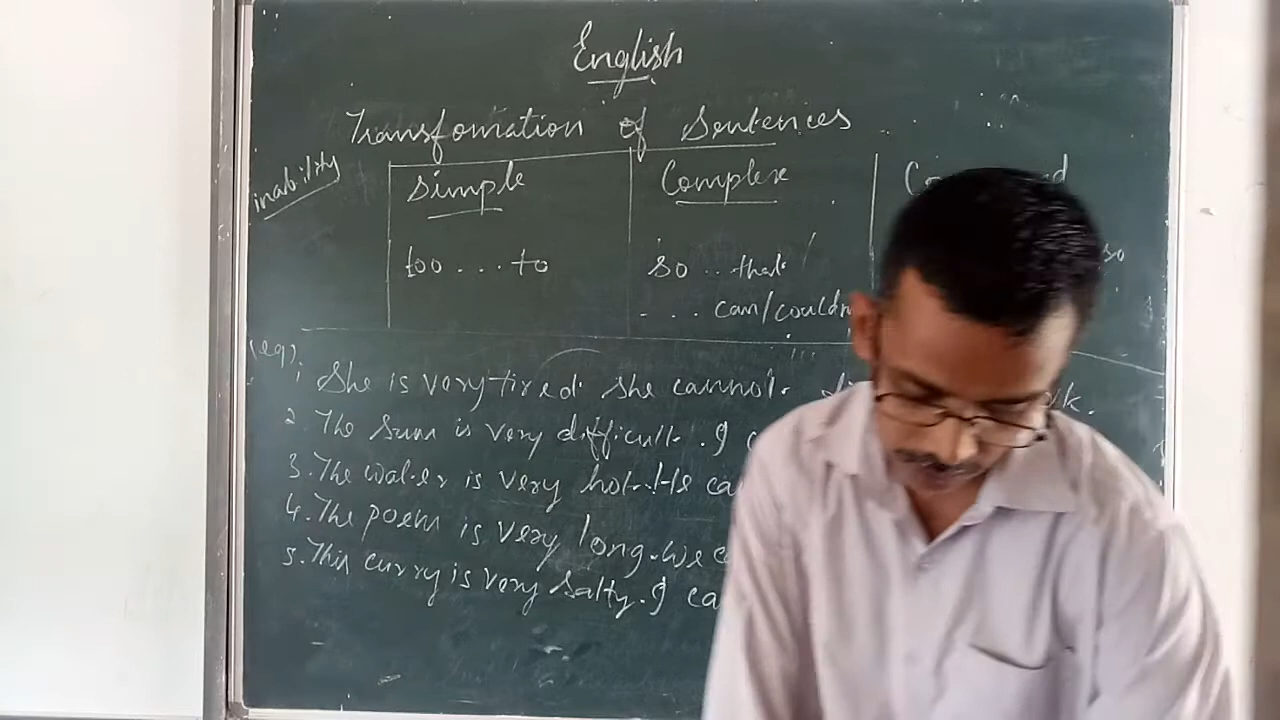 English
Transfomation of Sentences
inability
Simple Complex
too ... to so .. that so
... can/couldn
(eg)
1 She is very tired she cannot
2. The Sum is very difficult. I
3. The water is very hot. He ca
4. The poem is very long. We c
5. This curry is very salty. I ca